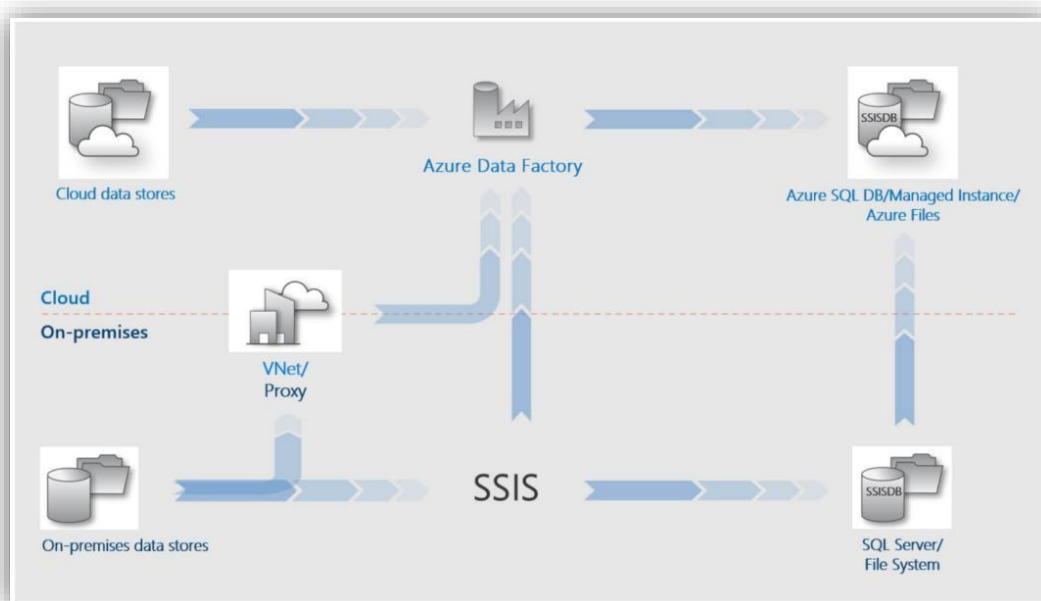 SSISDB
Azure Data Factory
Cloud data stores
Azure SQL DB/Managed Instance/
Azure Files
Cloud
On-premises
VNet/
Proxy
SSIS
SSISDB
On-premises data stores
SQL Server/
File System